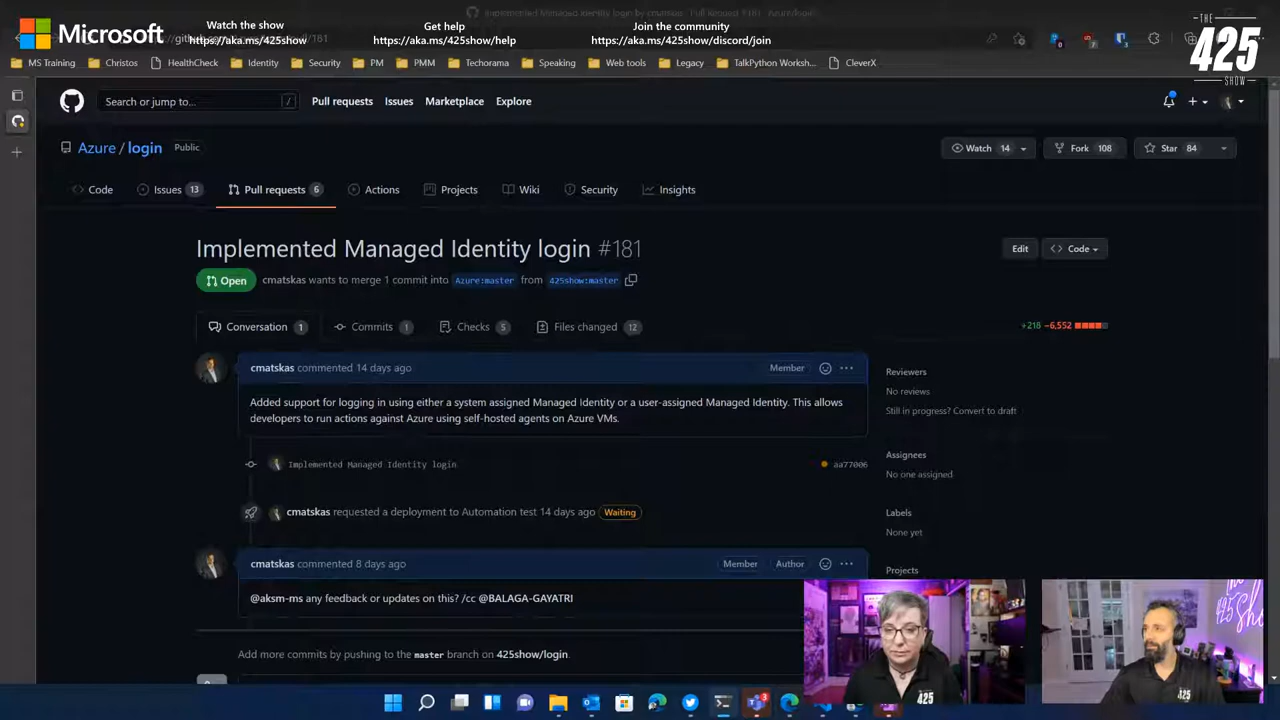 Microsoft
Watch the show
https://aka.ms/425show
Get help
https://aka.ms/425show/help
Join the community
https://aka.ms/425show/discord/join
THE
425
SHOW
MS Training
Christos
HealthCheck
Identity
Security
PM
PMM
Techorama
Speaking
Web tools
Legacy
TalkPython Worksh...
CleverX
Search or jump to...
/
Pull requests
Issues
Marketplace
Explore
Azure / login
Public
Watch 14
Fork 108
Star 84
Code
Issues 13
Pull requests 6
Actions
Projects
Wiki
Security
Insights
Implemented Managed Identity login #181
Edit
Code
Open
cmatskas wants to merge 1 commit into Azure:master from 425show:master
Conversation 1
Commits 1
Checks 5
Files changed 12
+218 −6,552
cmatskas commented 14 days ago
Member
Added support for logging in using either a system assigned Managed Identity or a user-assigned Managed Identity. This allows
developers to run actions against Azure using self-hosted agents on Azure VMs.
Implemented Managed Identity login
aa77006
cmatskas requested a deployment to Automation test 14 days ago Waiting
cmatskas commented 8 days ago
Member
Author
@aksm-ms any feedback or updates on this? /cc @BALAGA-GAYATRI
Add more commits by pushing to the master branch on 425show/login.
Reviewers
No reviews
Still in progress? Convert to draft
Assignees
No one assigned
Labels
None yet
Projects